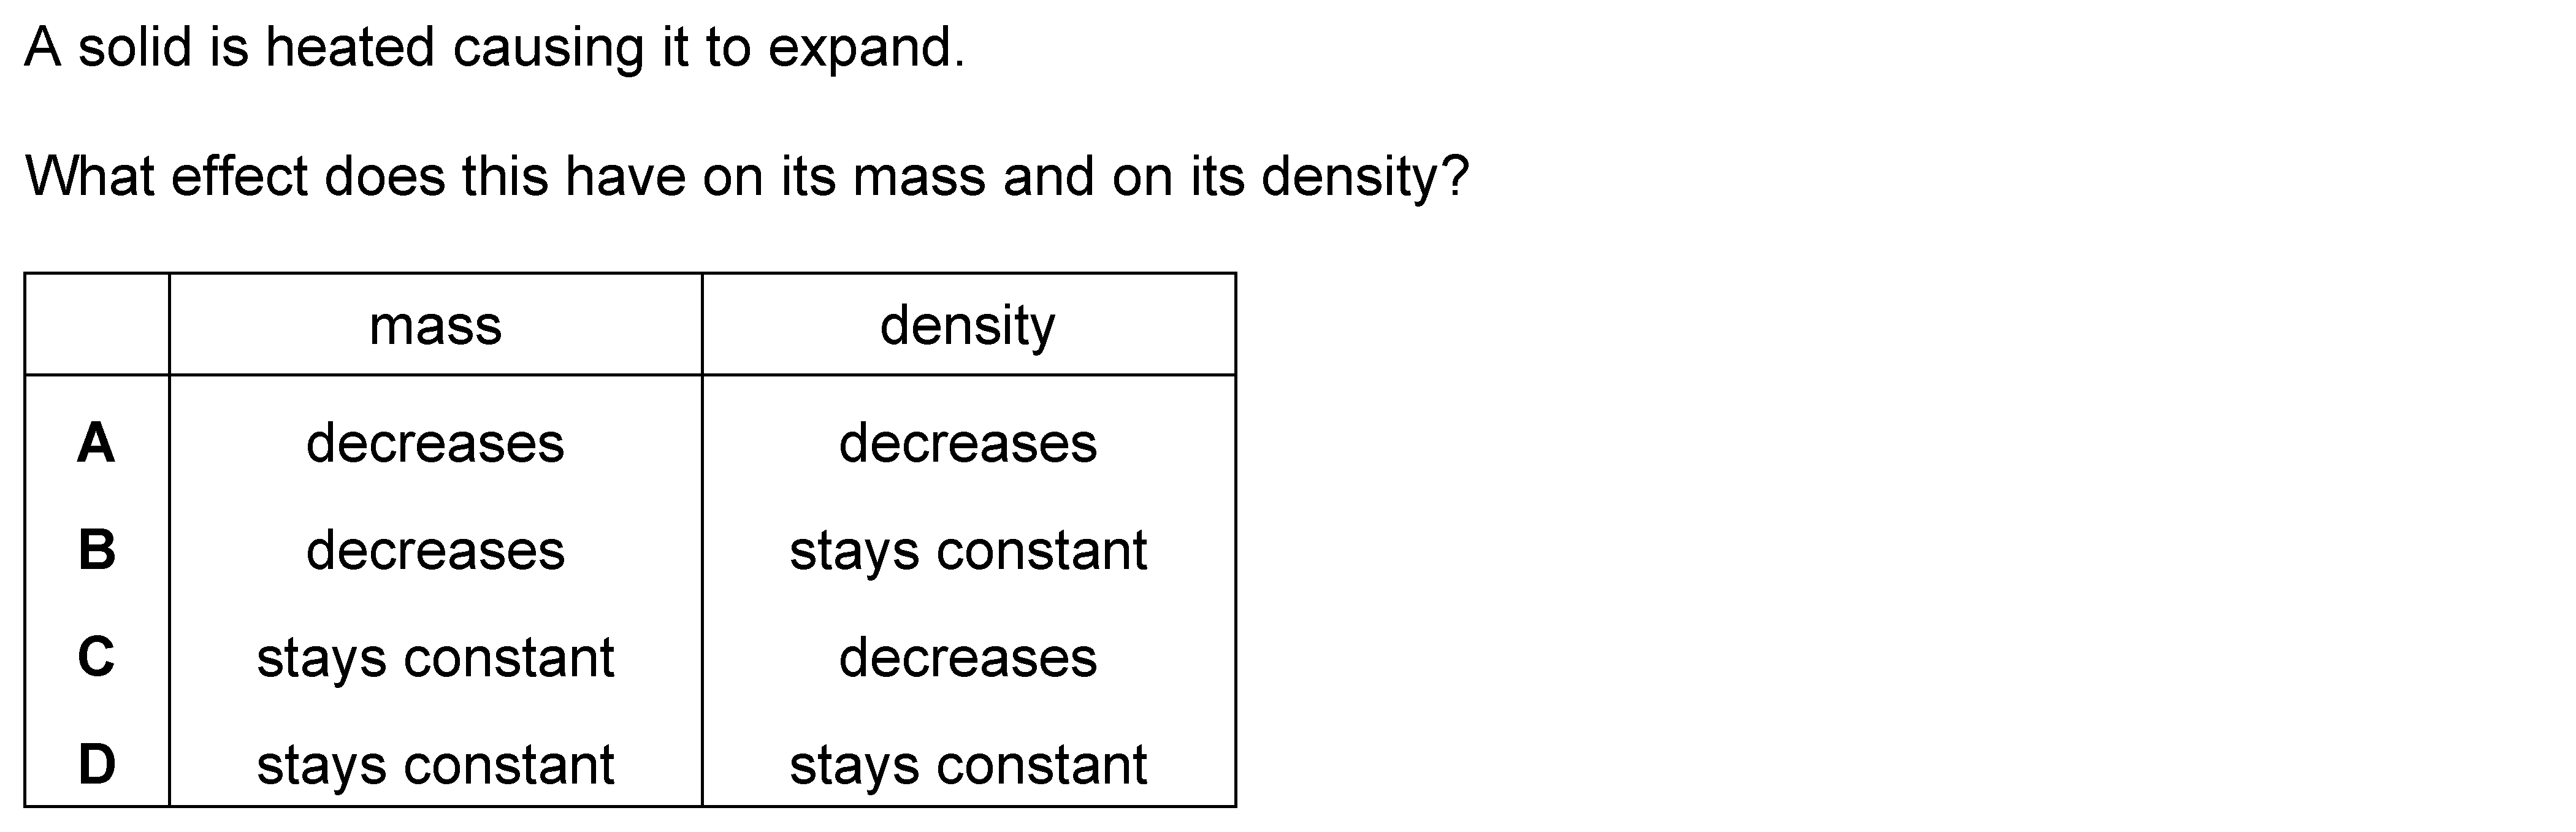 A solid is heated causing it to expand.
What effect does this have on its mass and on its density?
mass density
A decreases decreases
B decreases stays constant
C stays constant decreases
D stays constant stays constant